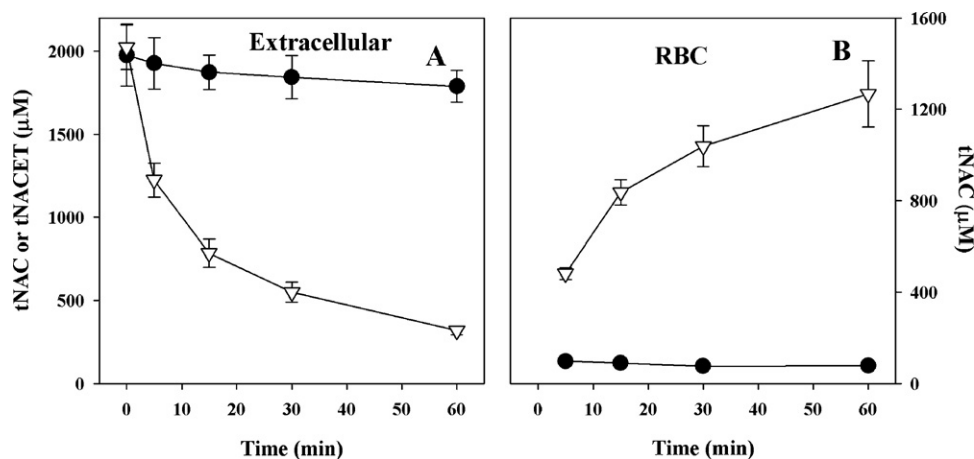 Extracellular
A
tNAC or tNACET (μM)
2000
1500
1000
500
0
0 10 20 30 40 50 60
Time (min)
RBC
B
1600
1200
800
400
0
tNAC (μM)
0 10 20 30 40 50 60
Time (min)